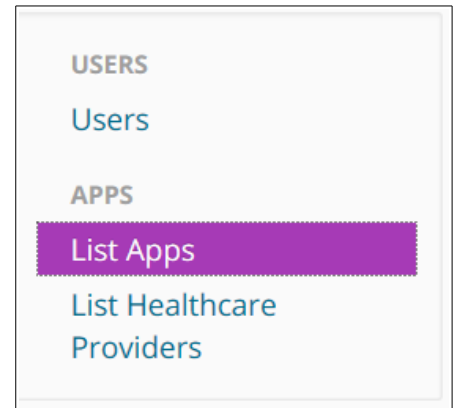 USERS
Users
APPS
List Apps
List Healthcare
Providers